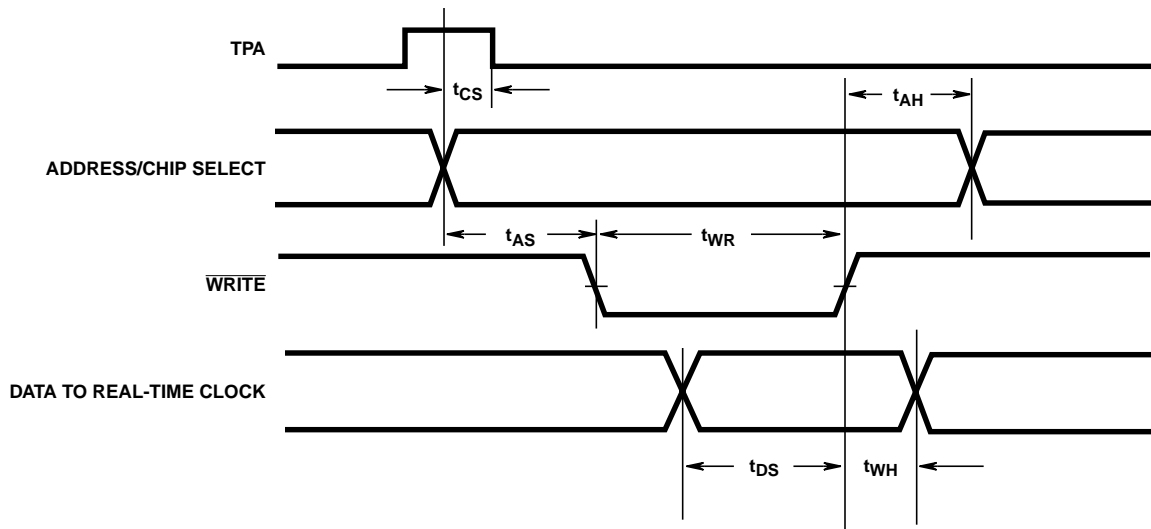 TPA
tCS
tAH
ADDRESS/CHIP SELECT
tAS
tWR
WRITE
DATA TO REAL-TIME CLOCK
tDS
tWH